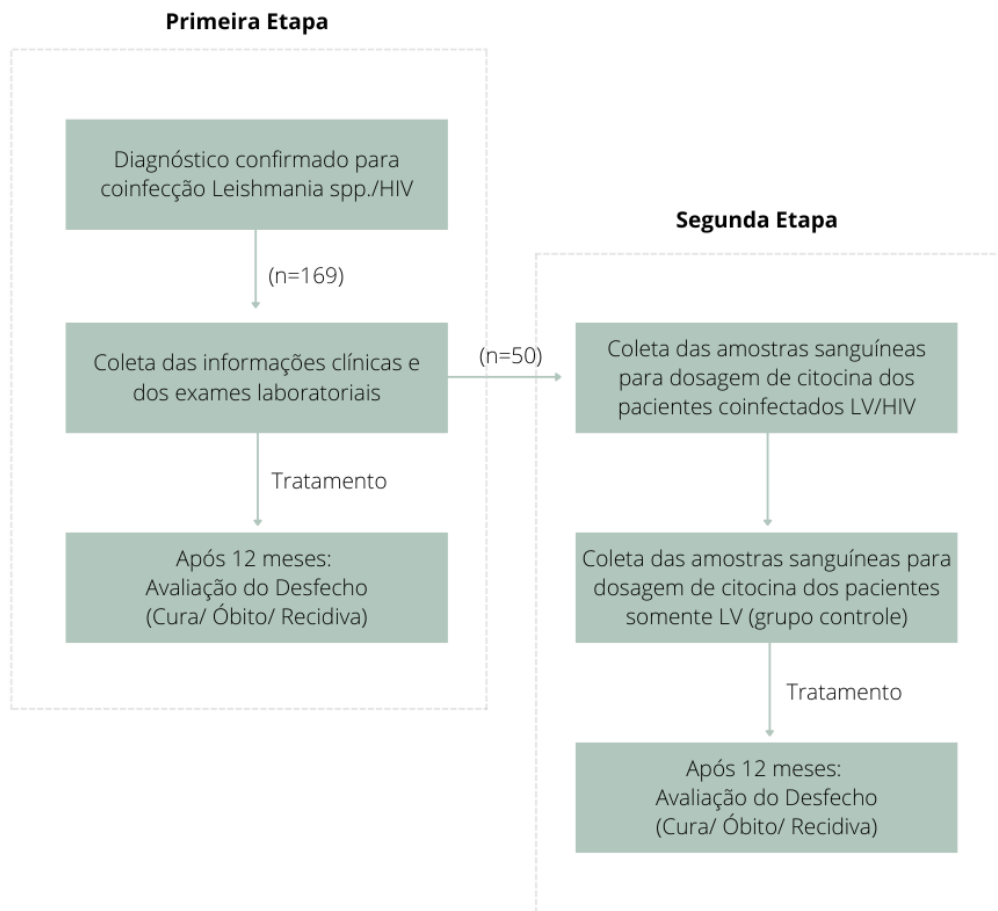 Primeira Etapa
Diagnóstico confirmado para
coinfecção Leishmania spp./HIV
(n=169)
Coleta das informações clínicas e
dos exames laboratoriais
Tratamento
Após 12 meses:
Avaliação do Desfecho
(Cura/ Óbito/ Recidiva)
(n=50)
Segunda Etapa
Coleta das amostras sanguíneas
para dosagem de citocina dos
pacientes coinfectados LV/HIV
Coleta das amostras sanguíneas para
dosagem de citocina dos pacientes
somente LV (grupo controle)
Tratamento
Após 12 meses:
Avaliação do Desfecho
(Cura/ Óbito/ Recidiva)